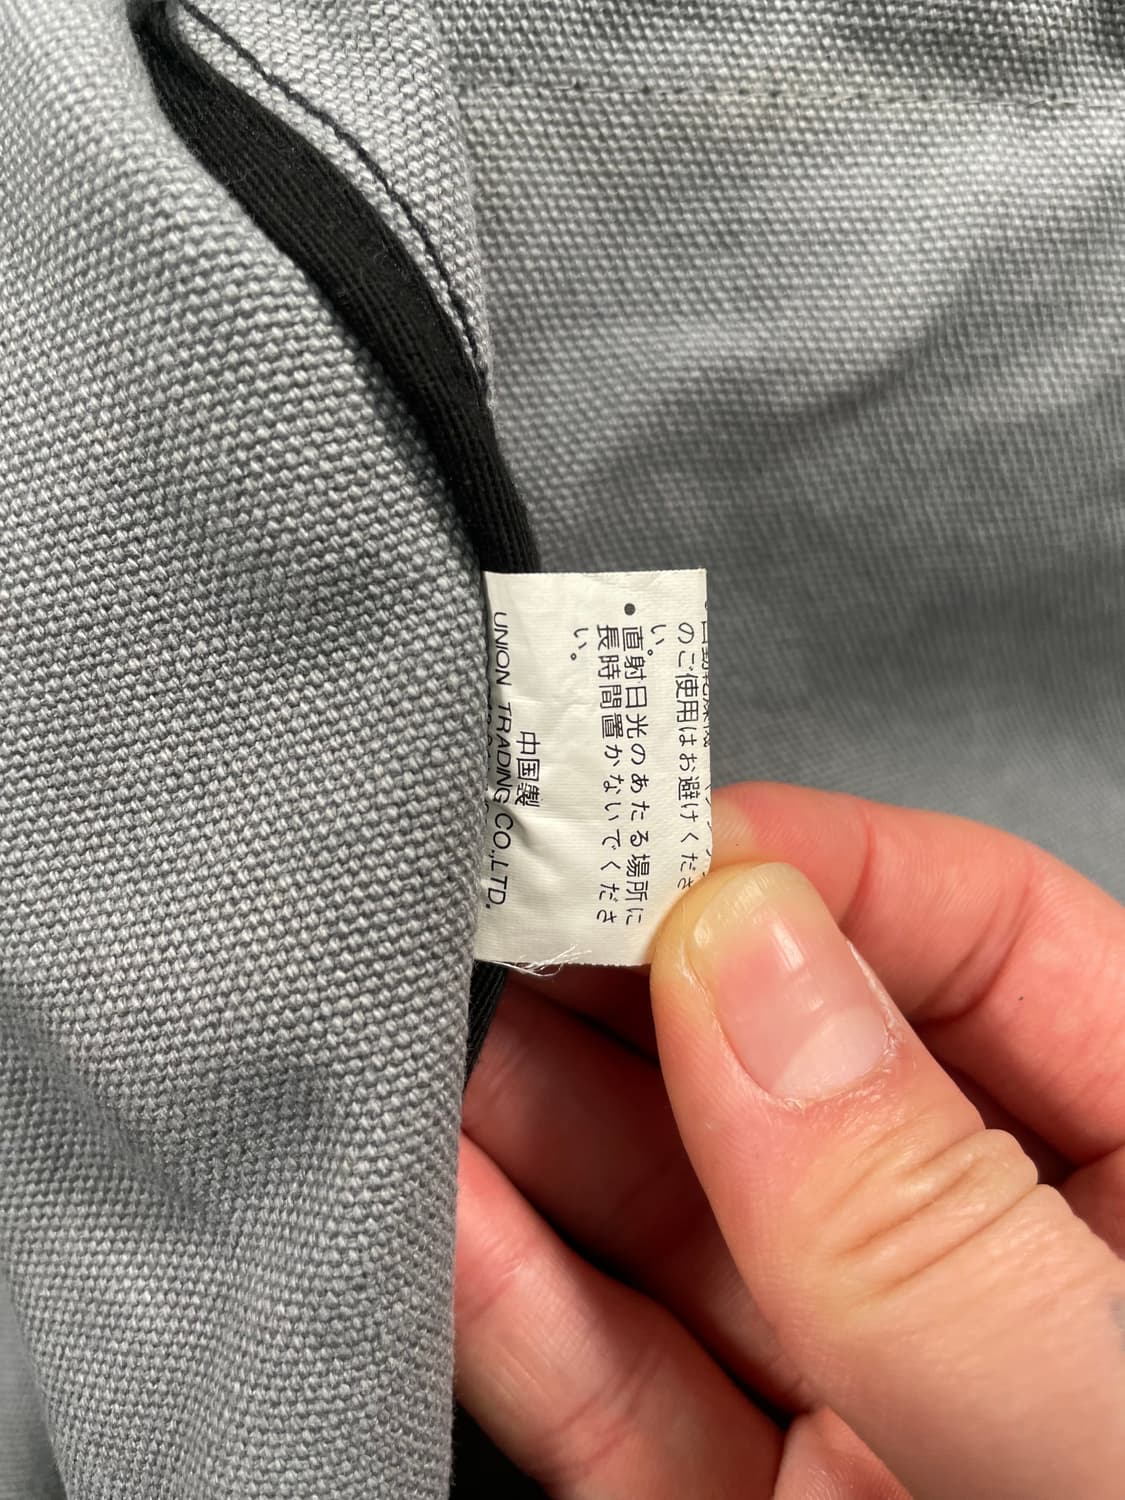 のご使用はお避けくださ
い。
●直射日光のあたる場所に
長時間置かないでくださ
い。
中国製
UNION TRADING CO.,LTD.